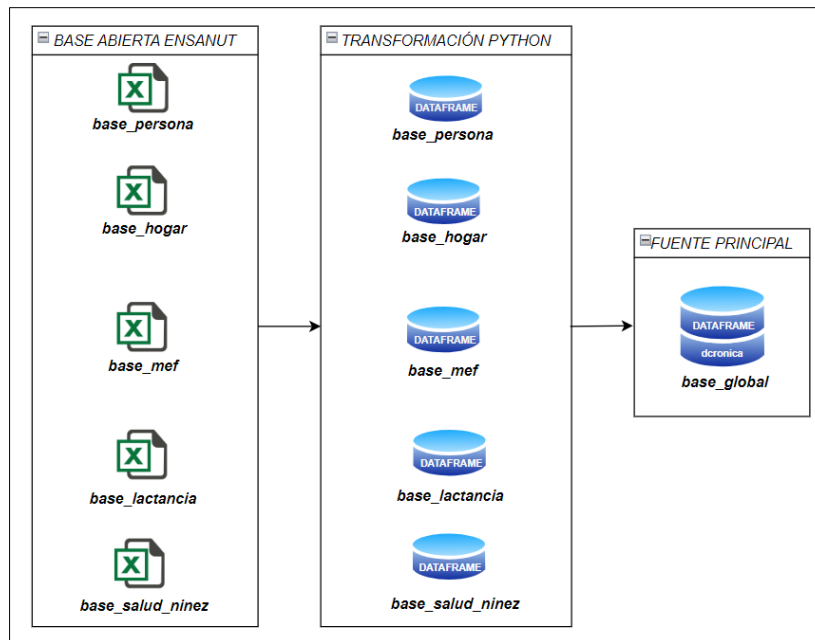 BASE ABIERTA ENSANUT
X
base_persona
X
base_hogar
X
base_mef
X
base_lactancia
X
base_salud_ninez
TRANSFORMACIÓN PYTHON
DATAFRAME
base_persona
DATAFRAME
base_hogar
DATAFRAME
base_mef
DATAFRAME
base_lactancia
DATAFRAME
base_salud_ninez
FUENTE PRINCIPAL
DATAFRAME
dcronica
base_global